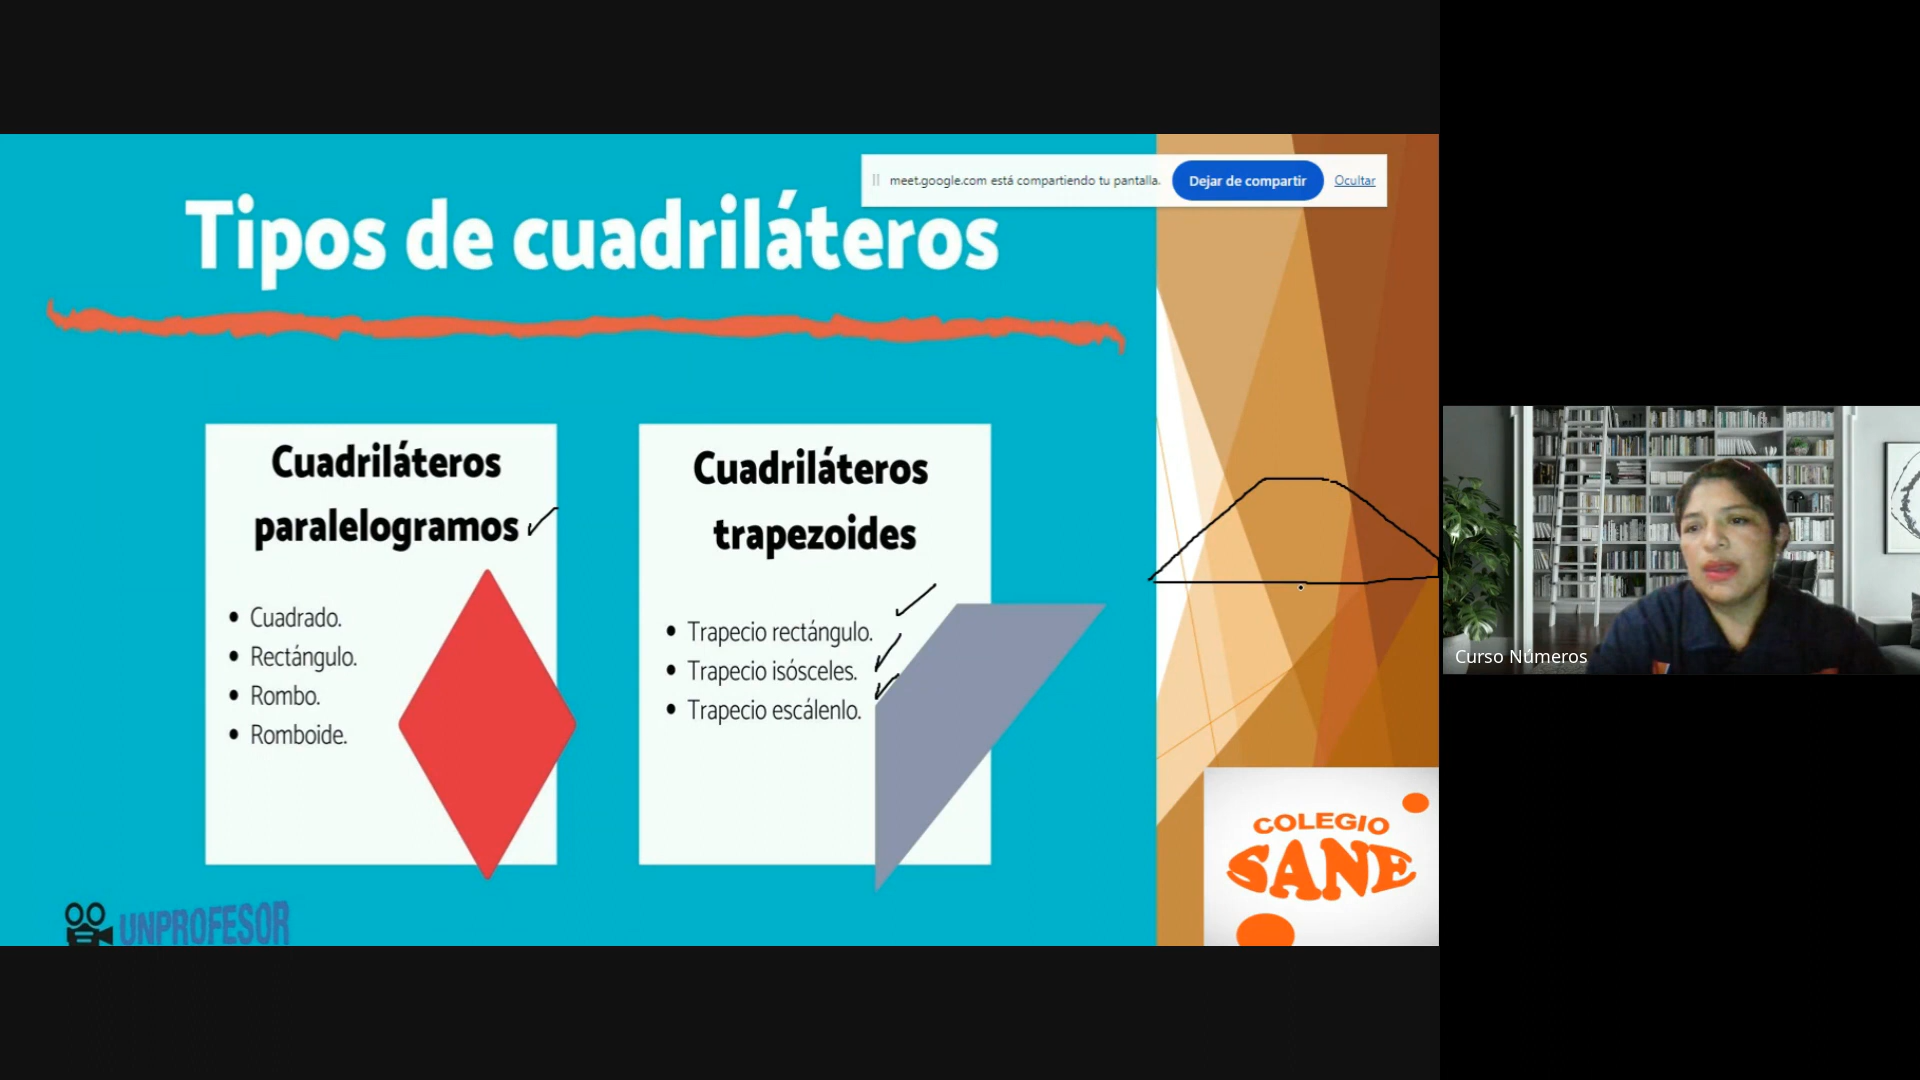 meet.google.com está compartiendo tu pantalla.
Dejar de compartir
Ocultar
Tipos de cuadriláteros
Cuadriláteros
paralelogramos
• Cuadrado.
• Rectángulo.
• Rombo.
• Romboide.
Cuadriláteros
trapezoides
• Trapecio rectángulo.
• Trapecio isósceles.
• Trapecio escálenlo.
UNPROFESOR
COLEGIO
SANE
Curso Números